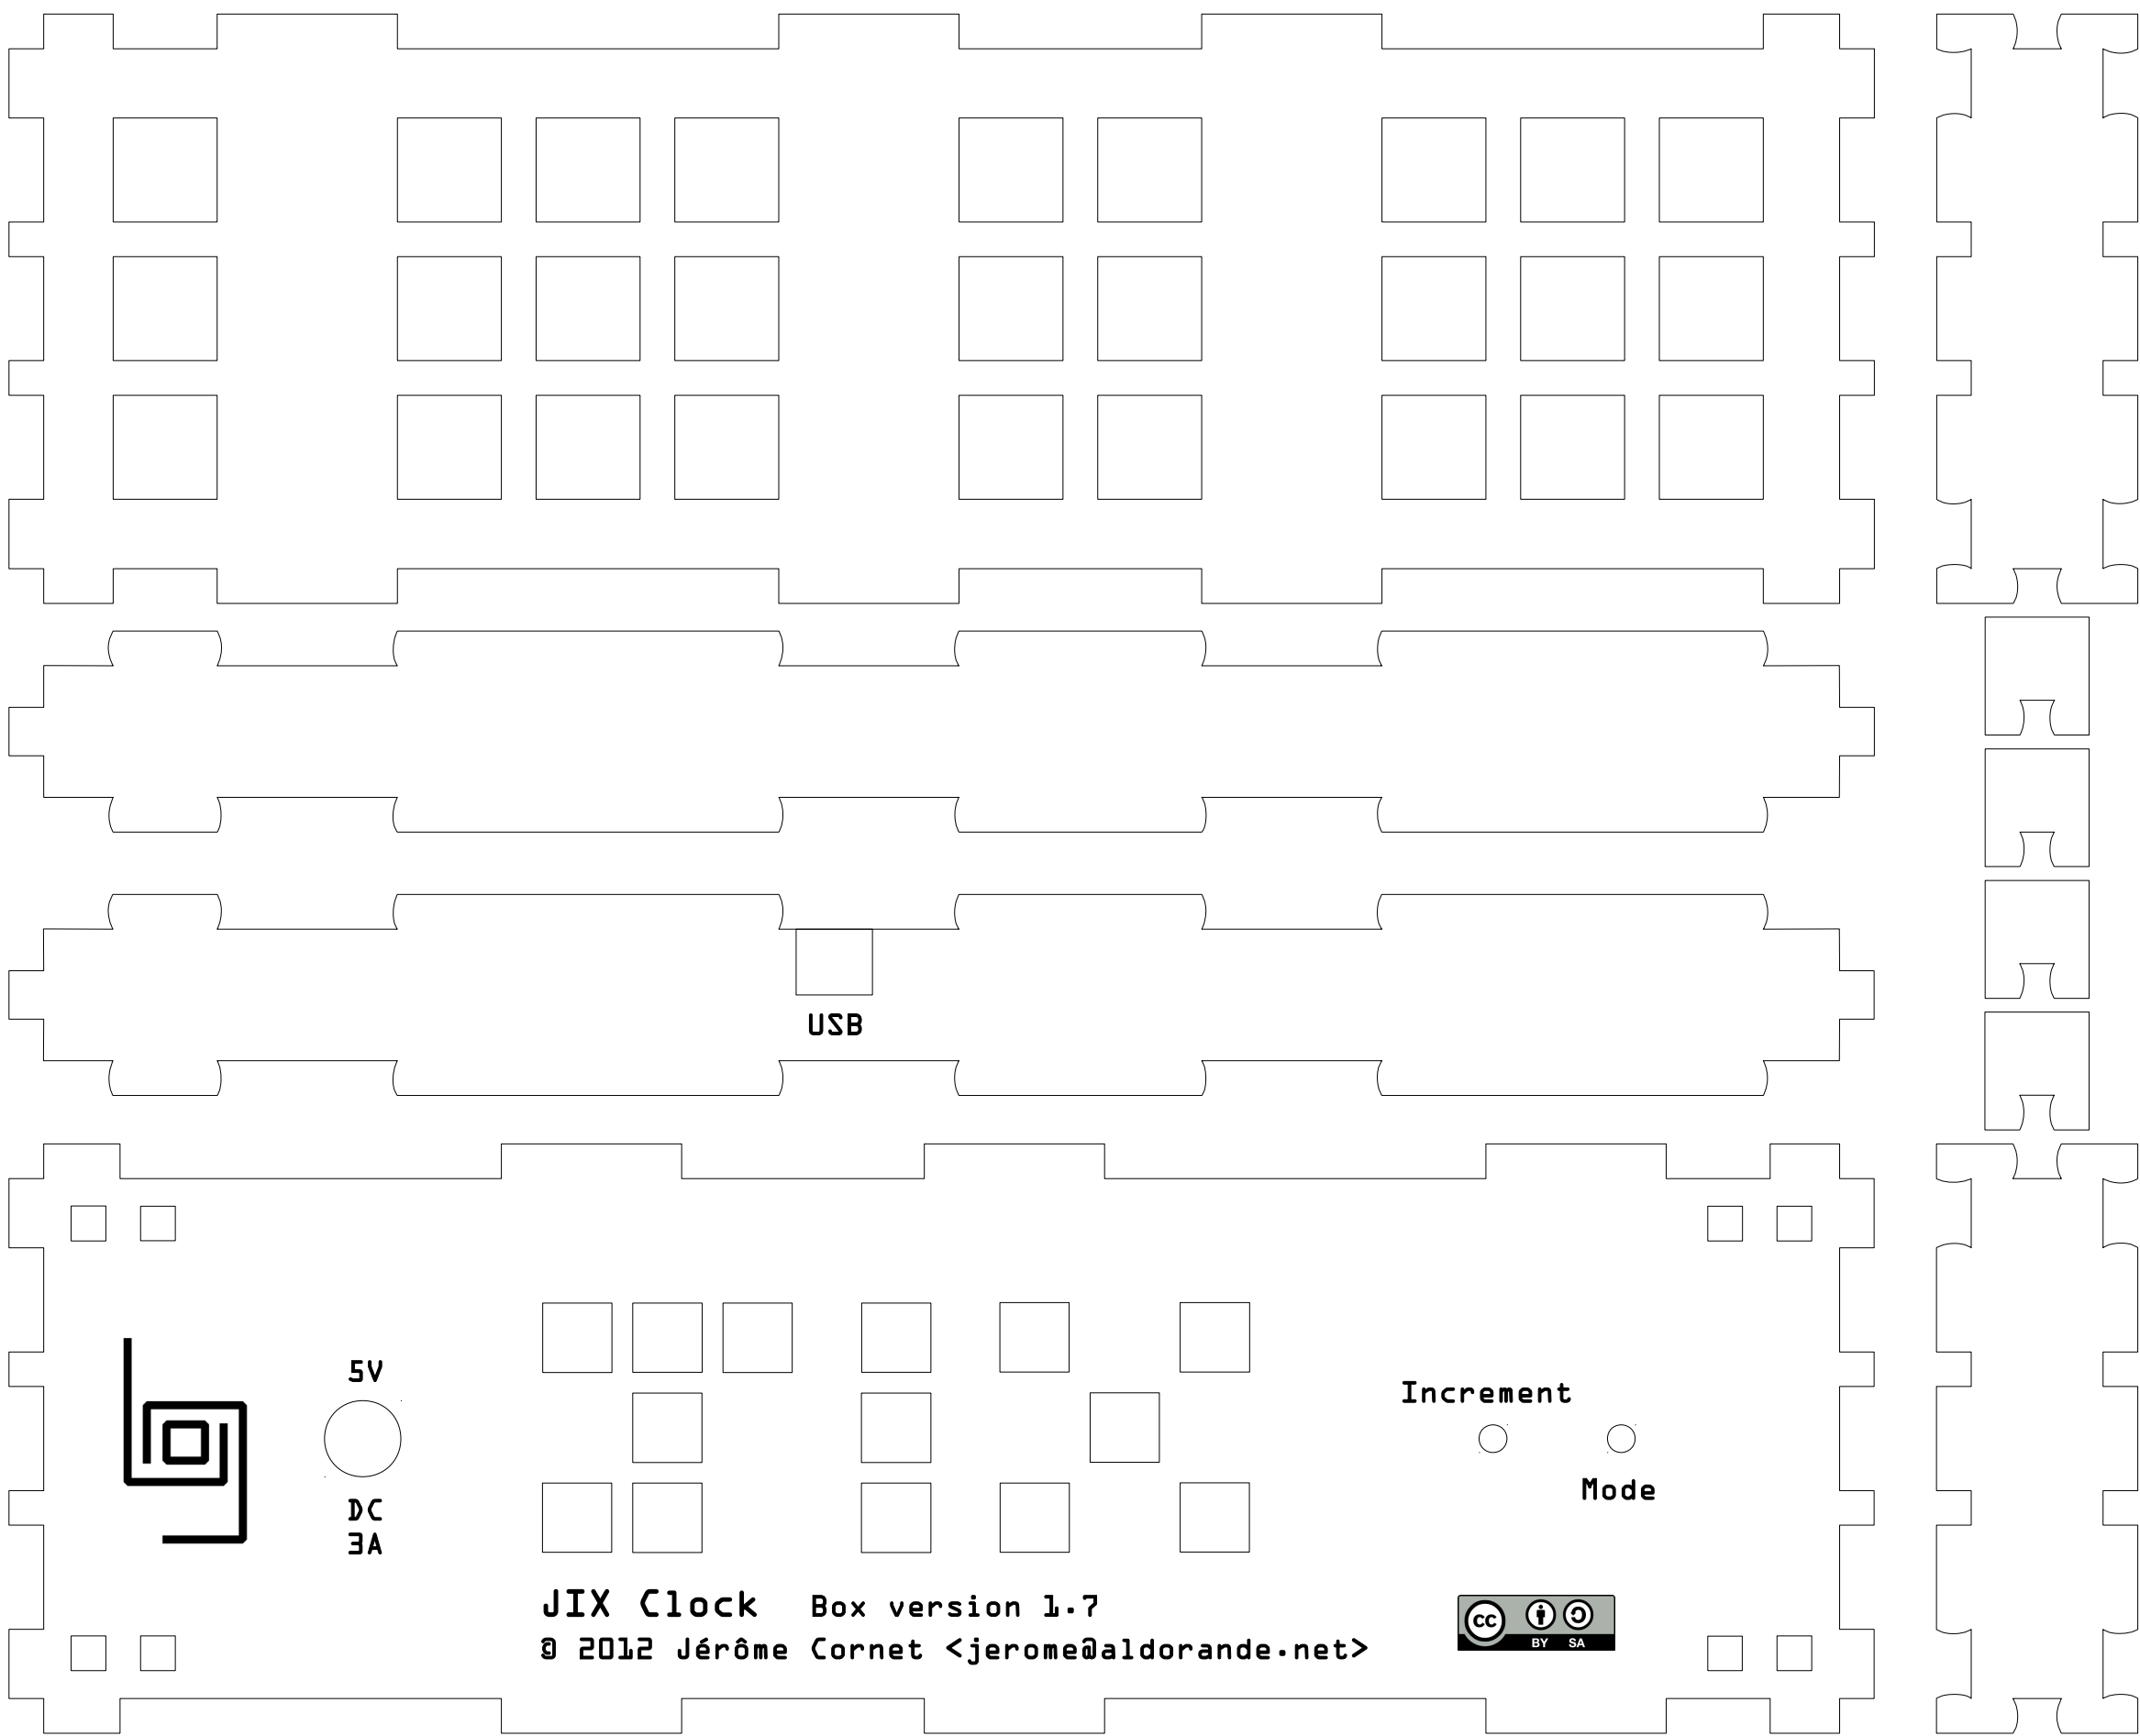 USB
5V
DC
3A
Increment
Mode
JIX Clock Box version 1.7
© 2012 Jérôme Cornet <jerome@aldorande.net>
cc BY SA